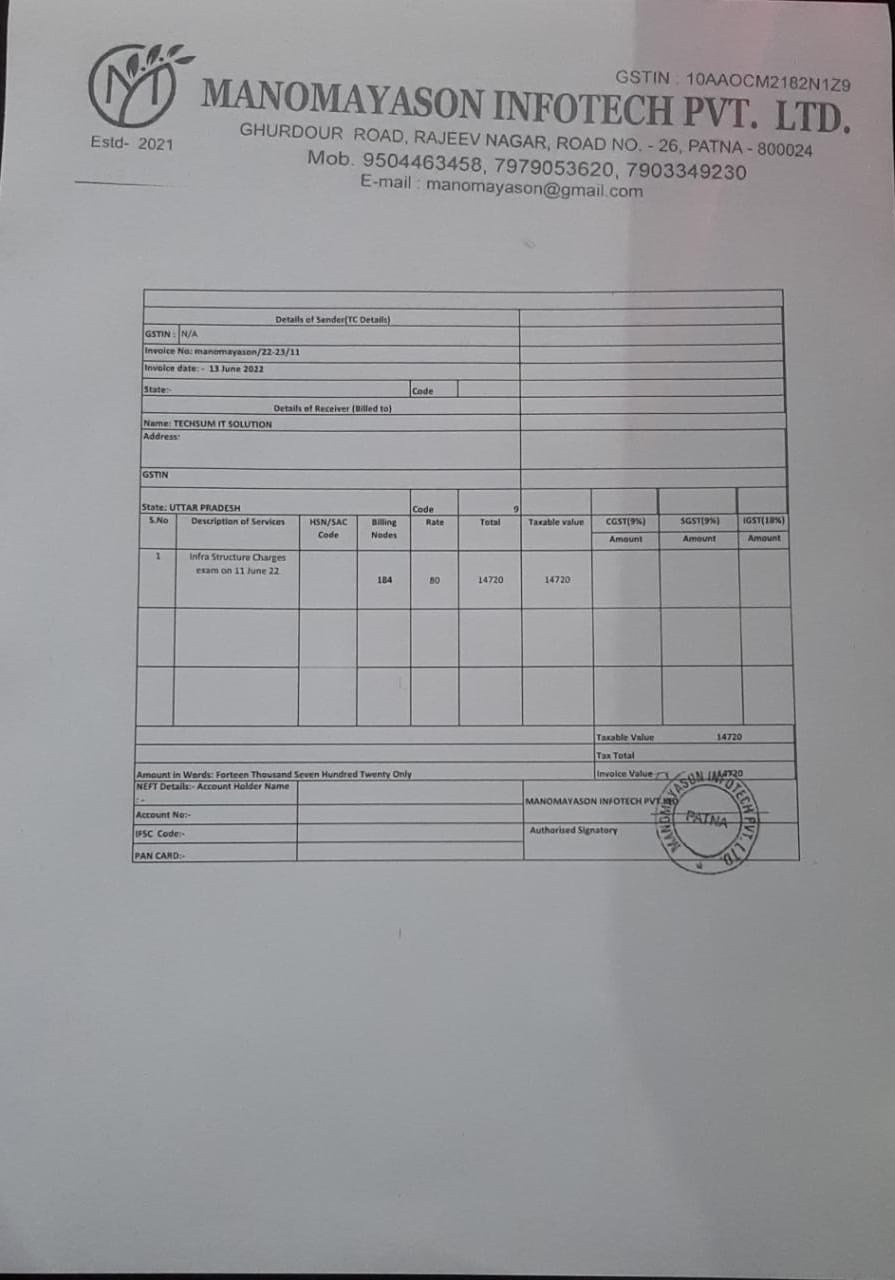 GSTIN : 10AAOCM2182N1Z9
MANOMAYASON INFOTECH PVT. LTD.
Estd- 2021
GHURDOUR ROAD, RAJEEV NAGAR, ROAD NO. - 26, PATNA - 800024
Mob. 9504463458, 7979053620, 7903349230
E-mail : manomayason@gmail.com
Details of Sender(TC Details)
GSTIN : N/A
Invoice No: manomayason/22-23/11
Invoice date:- 13 June 2022
State:- Code
Details of Receiver (Billed to)
Name: TECHSUM IT SOLUTION
Address:
GSTIN
State: UTTAR PRADESH Code 9
S.No Description of Services HSN/SAC Code Billing Nodes Rate Total Taxable value CGST(9%) SGST(9%) IGST(18%)
Amount Amount Amount
1 Infra Structure Charges exam on 11 June 22 184 80 14720 14720
Taxable Value 14720
Tax Total
Amount in Words: Forteen Thousand Seven Hundred Twenty Only Invoice Value
NEFT Details:- Account Holder Name
:-
MANOMAYASON INFOTECH PVT
Account No:-
IFSC Code:- Authorised Signatory
PAN CARD:-
MANOMAYASON INFOTECH PVT. LTD.
PATNA